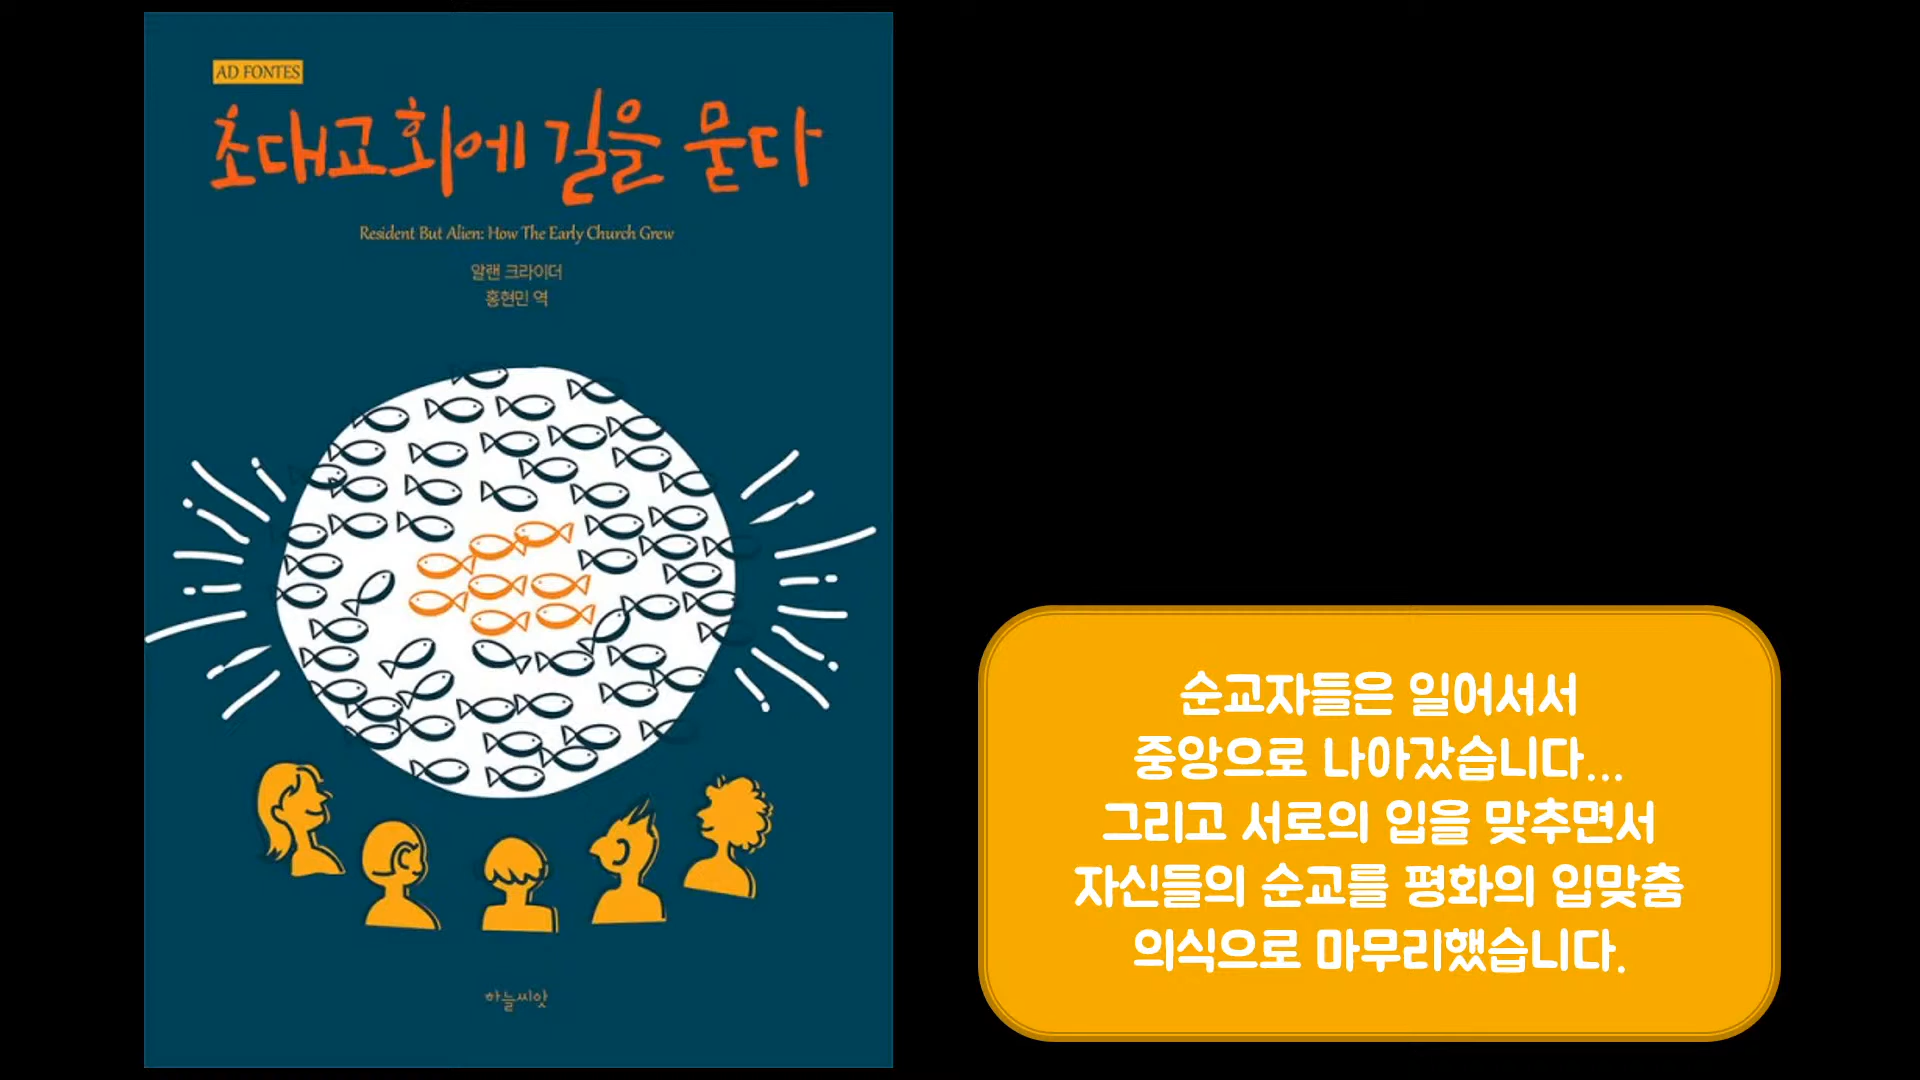 AD FONTES
초대교회에 길을 묻다
Resident But Alien: How The Early Church Grew
알랜 크라이더
홍현민 역
하늘씨앗
순교자들은 일어서서
중앙으로 나아갔습니다...
그리고 서로의 입을 맞추면서
자신들의 순교를 평화의 입맞춤
의식으로 마무리했습니다.